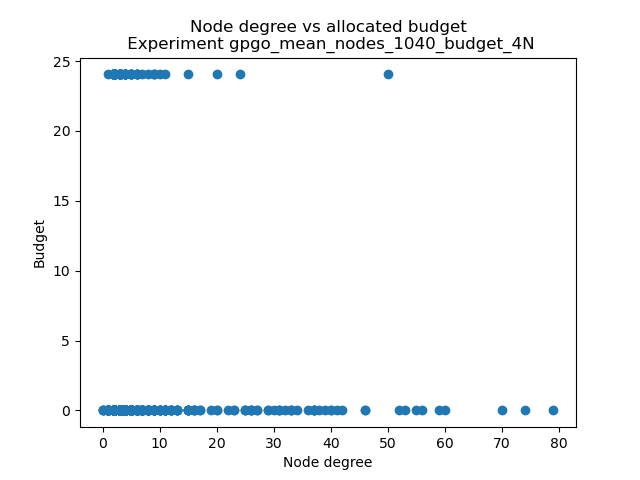 Node degree vs allocated budget
Experiment gpgo_mean_nodes_1040_budget_4N
25
20
15
10
5
0
Budget
0 10 20 30 40 50 60 70 80
Node degree